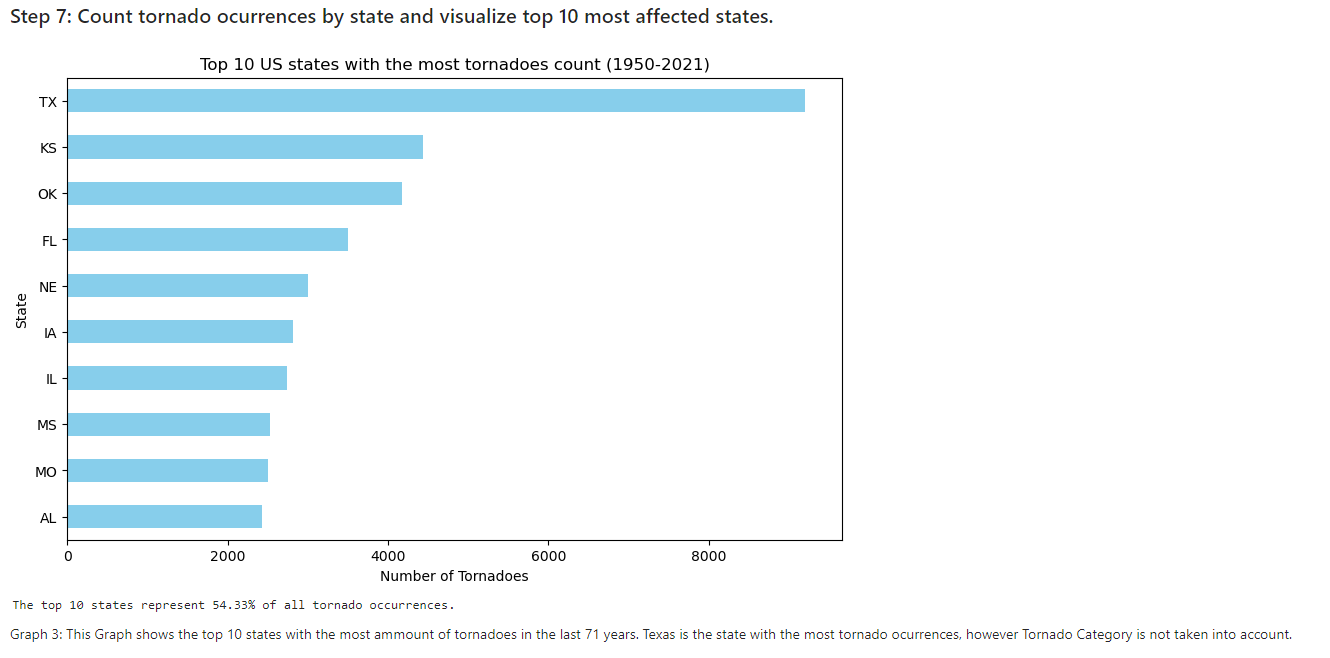 Step 7: Count tornado ocurrences by state and visualize top 10 most affected states.
Top 10 US states with the most tornadoes count (1950-2021)
TX
KS
OK
FL
NE
IA
IL
MS
MO
AL
State
0 2000 4000 6000 8000
Number of Tornadoes
The top 10 states represent 54.33% of all tornado occurrences.
Graph 3: This Graph shows the top 10 states with the most ammount of tornadoes in the last 71 years. Texas is the state with the most tornado ocurrences, however Tornado Category is not taken into account.